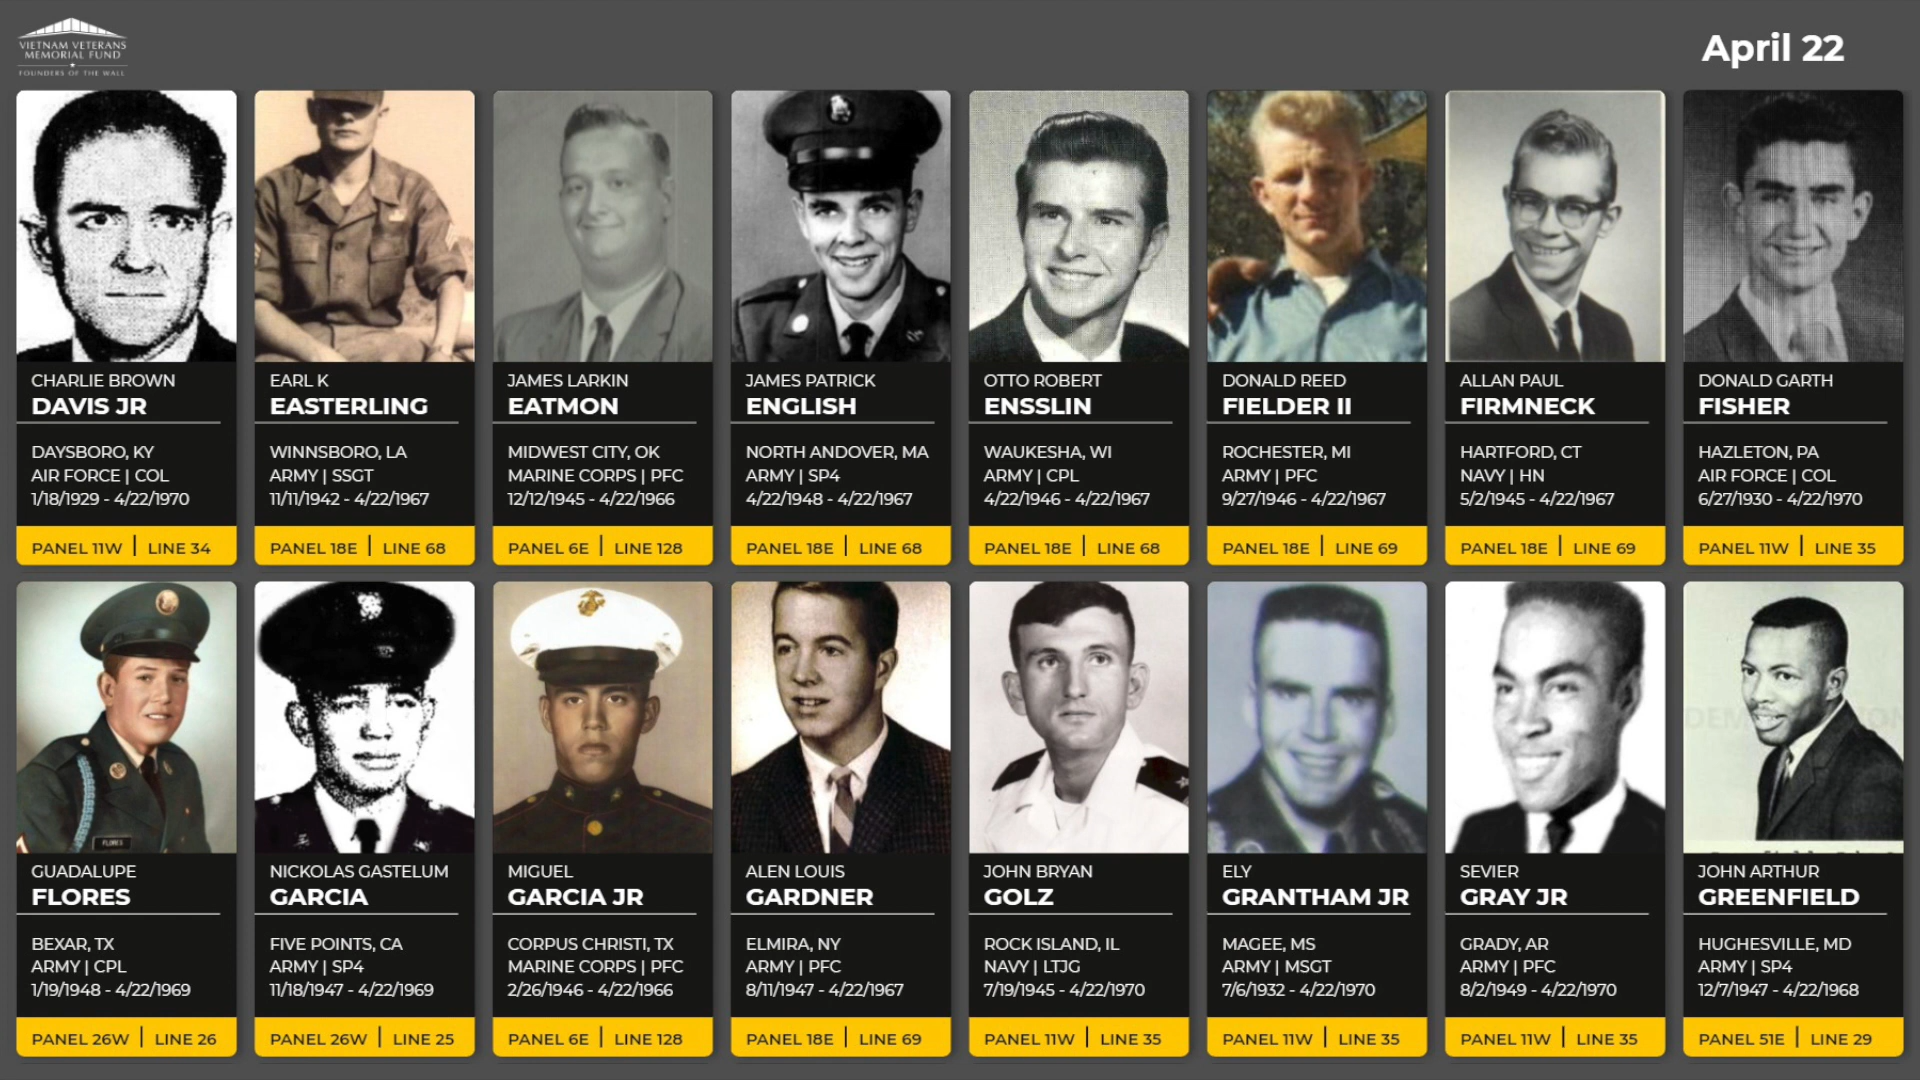 VIETNAM VETERANS
MEMORIAL FUND
FOUNDERS OF THE WALL
April 22
CHARLIE BROWN
DAVIS JR
DAYSBORO, KY
AIR FORCE | COL
1/18/1929 - 4/22/1970
PANEL 11W | LINE 34
EARL K
EASTERLING
WINNSBORO, LA
ARMY | SSGT
11/11/1942 - 4/22/1967
PANEL 18E | LINE 68
JAMES LARKIN
EATMON
MIDWEST CITY, OK
MARINE CORPS | PFC
12/12/1945 - 4/22/1966
PANEL 6E | LINE 128
JAMES PATRICK
ENGLISH
NORTH ANDOVER, MA
ARMY | SP4
4/22/1948 - 4/22/1967
PANEL 18E | LINE 68
OTTO ROBERT
ENSSLIN
WAUKESHA, WI
ARMY | CPL
4/22/1946 - 4/22/1967
PANEL 18E | LINE 68
DONALD REED
FIELDER II
ROCHESTER, MI
ARMY | PFC
9/27/1946 - 4/22/1967
PANEL 18E | LINE 69
ALLAN PAUL
FIRMNECK
HARTFORD, CT
NAVY | HN
5/2/1945 - 4/22/1967
PANEL 18E | LINE 69
DONALD GARTH
FISHER
HAZLETON, PA
AIR FORCE | COL
6/27/1930 - 4/22/1970
PANEL 11W | LINE 35
FLORES
GUADALUPE
FLORES
BEXAR, TX
ARMY | CPL
1/19/1948 - 4/22/1969
PANEL 26W | LINE 26
NICKOLAS GASTELUM
GARCIA
FIVE POINTS, CA
ARMY | SP4
11/18/1947 - 4/22/1969
PANEL 26W | LINE 25
MIGUEL
GARCIA JR
CORPUS CHRISTI, TX
MARINE CORPS | PFC
2/26/1946 - 4/22/1966
PANEL 6E | LINE 128
ALEN LOUIS
GARDNER
ELMIRA, NY
ARMY | PFC
8/11/1947 - 4/22/1967
PANEL 18E | LINE 69
JOHN BRYAN
GOLZ
ROCK ISLAND, IL
NAVY | LTJG
7/19/1945 - 4/22/1970
PANEL 11W | LINE 35
ELY
GRANTHAM JR
MAGEE, MS
ARMY | MSGT
7/6/1932 - 4/22/1970
PANEL 11W | LINE 35
SEVIER
GRAY JR
GRADY, AR
ARMY | PFC
8/2/1949 - 4/22/1970
PANEL 11W | LINE 35
JOHN ARTHUR
GREENFIELD
HUGHESVILLE, MD
ARMY | SP4
12/7/1947 - 4/22/1968
PANEL 51E | LINE 29